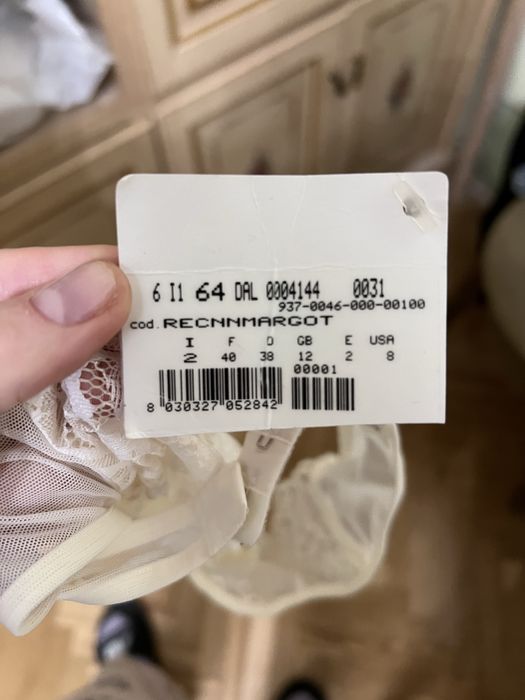 6 I1 64 DAL 0004144 0031
937-0046-000-00100
cod. RECNNMARGOT
I F D GB E USA
2 40 38 12 2 8
00001
8 030327 052842